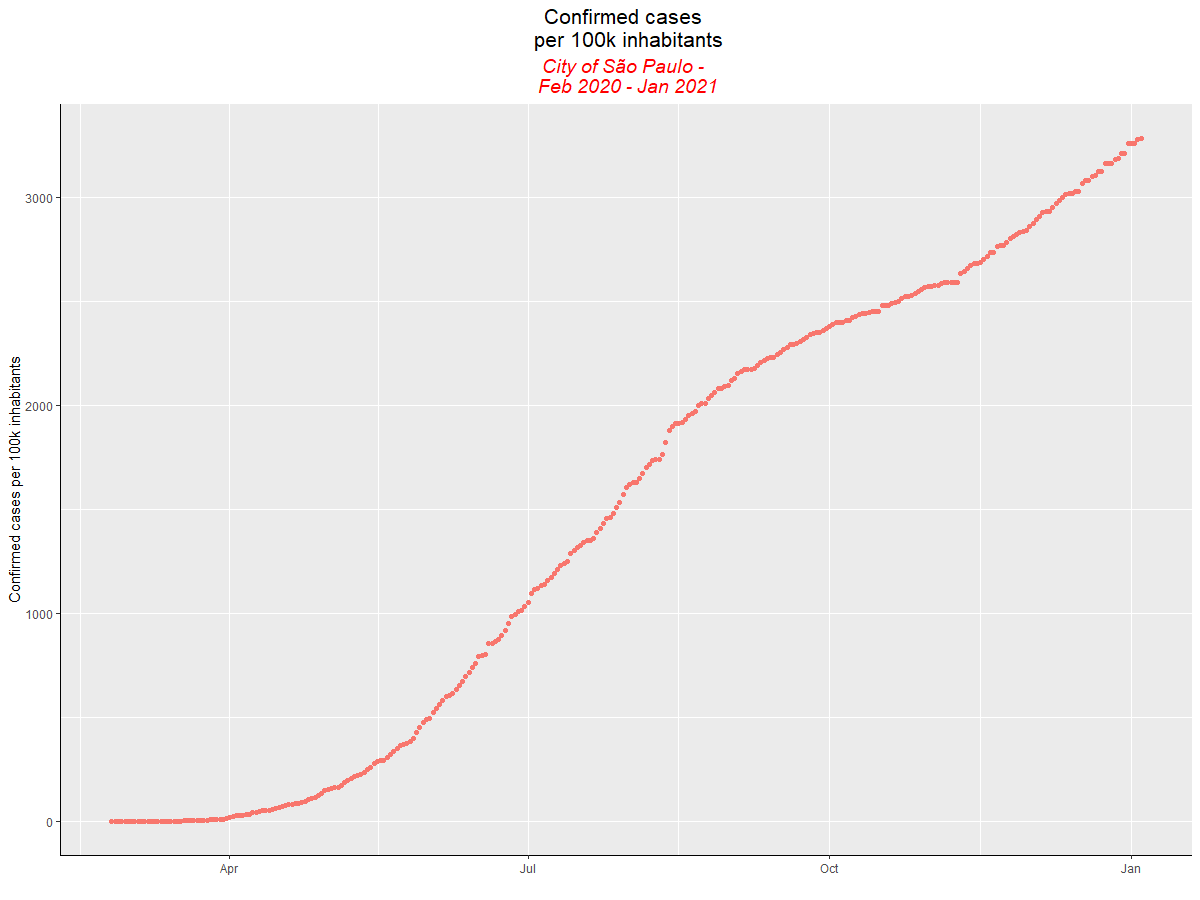 Confirmed cases
per 100k inhabitants
City of São Paulo -
Feb 2020 - Jan 2021
Confirmed cases per 100k inhabitants
3000
2000
1000
0
Apr
Jul
Oct
Jan